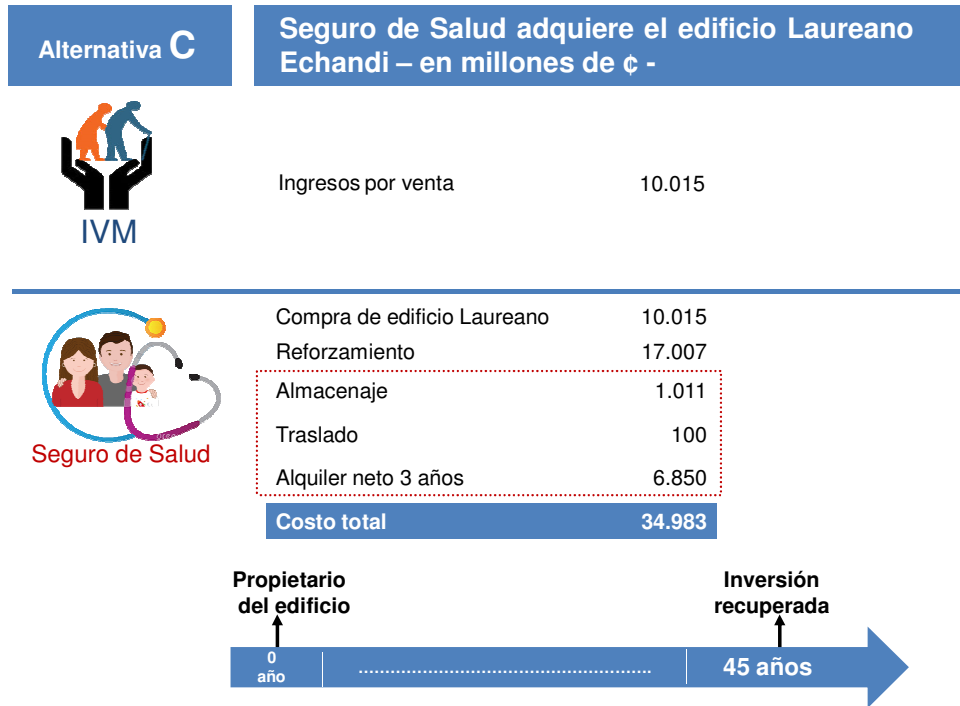 Alternativa C
Seguro de Salud adquiere el edificio Laureano
Echandi – en millones de ¢ -
IVM
Ingresos por venta 10.015
Seguro de Salud
Compra de edificio Laureano 10.015
Reforzamiento 17.007
Almacenaje 1.011
Traslado 100
Alquiler neto 3 años 6.850
Costo total 34.983
Propietario
del edificio
Inversión
recuperada
0
año
........................................................
45 años